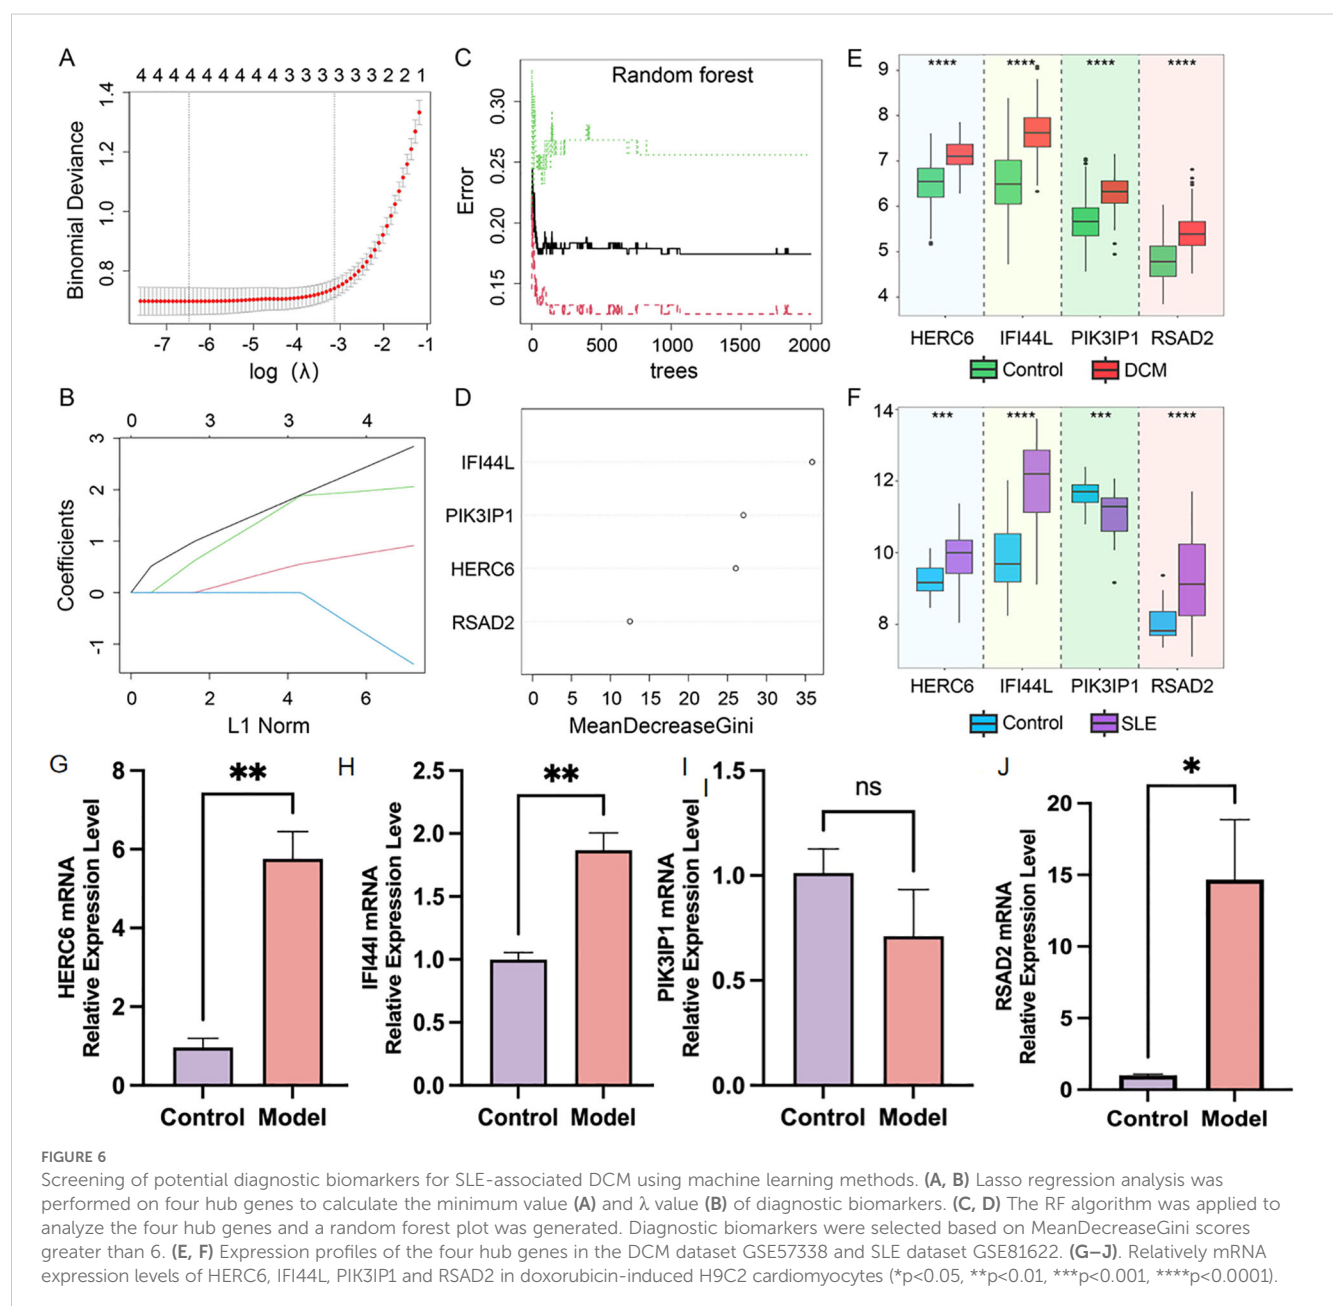 A
4 4 4 4 4 4 4 4 4 3 3 3 3 3 3 2 2 1
Binomial Deviance
1.4
1.2
1.0
0.8
-7 -6 -5 -4 -3 -2 -1
log (λ)
B
0 3 3 4
Coefficients
3
2
1
0
-1
0 2 4 6
L1 Norm
C
Random forest
Error
0.30
0.25
0.20
0.15
0 500 1000 2000
trees
D
IFI44L
PIK3IP1
HERC6
RSAD2
0 5 10 15 20 25 30 35
MeanDecreaseGini
E
9
8
7
6
5
4
**** **** **** ****
HERC6 IFI44L PIK3IP1 RSAD2
Control DCM
F
14
12
10
8
*** **** *** ****
HERC6 IFI44L PIK3IP1 RSAD2
Control SLE
G
HERC6 mRNA
Relative Expression Level
8
6
4
2
0
**
Control Model
H
IFI44l mRNA
Relative Expression Leve
2.5
2.0
1.5
1.0
0.5
0.0
**
Control Model
I
I
PIK3IP1 mRNA
Relative Expression Level
1.5
1.0
0.5
0.0
ns
Control Model
J
RSAD2 mRNA
Relative Expression Level
20
15
10
5
0
*
Control Model
FIGURE 6
Screening of potential diagnostic biomarkers for SLE-associated DCM using machine learning methods. (A, B) Lasso regression analysis was
performed on four hub genes to calculate the minimum value (A) and λ value (B) of diagnostic biomarkers. (C, D) The RF algorithm was applied to
analyze the four hub genes and a random forest plot was generated. Diagnostic biomarkers were selected based on MeanDecreaseGini scores
greater than 6. (E, F) Expression profiles of the four hub genes in the DCM dataset GSE57338 and SLE dataset GSE81622. (G–J). Relatively mRNA
expression levels of HERC6, IFI44L, PIK3IP1 and RSAD2 in doxorubicin-induced H9C2 cardiomyocytes (*p<0.05, **p<0.01, ***p<0.001, ****p<0.0001).